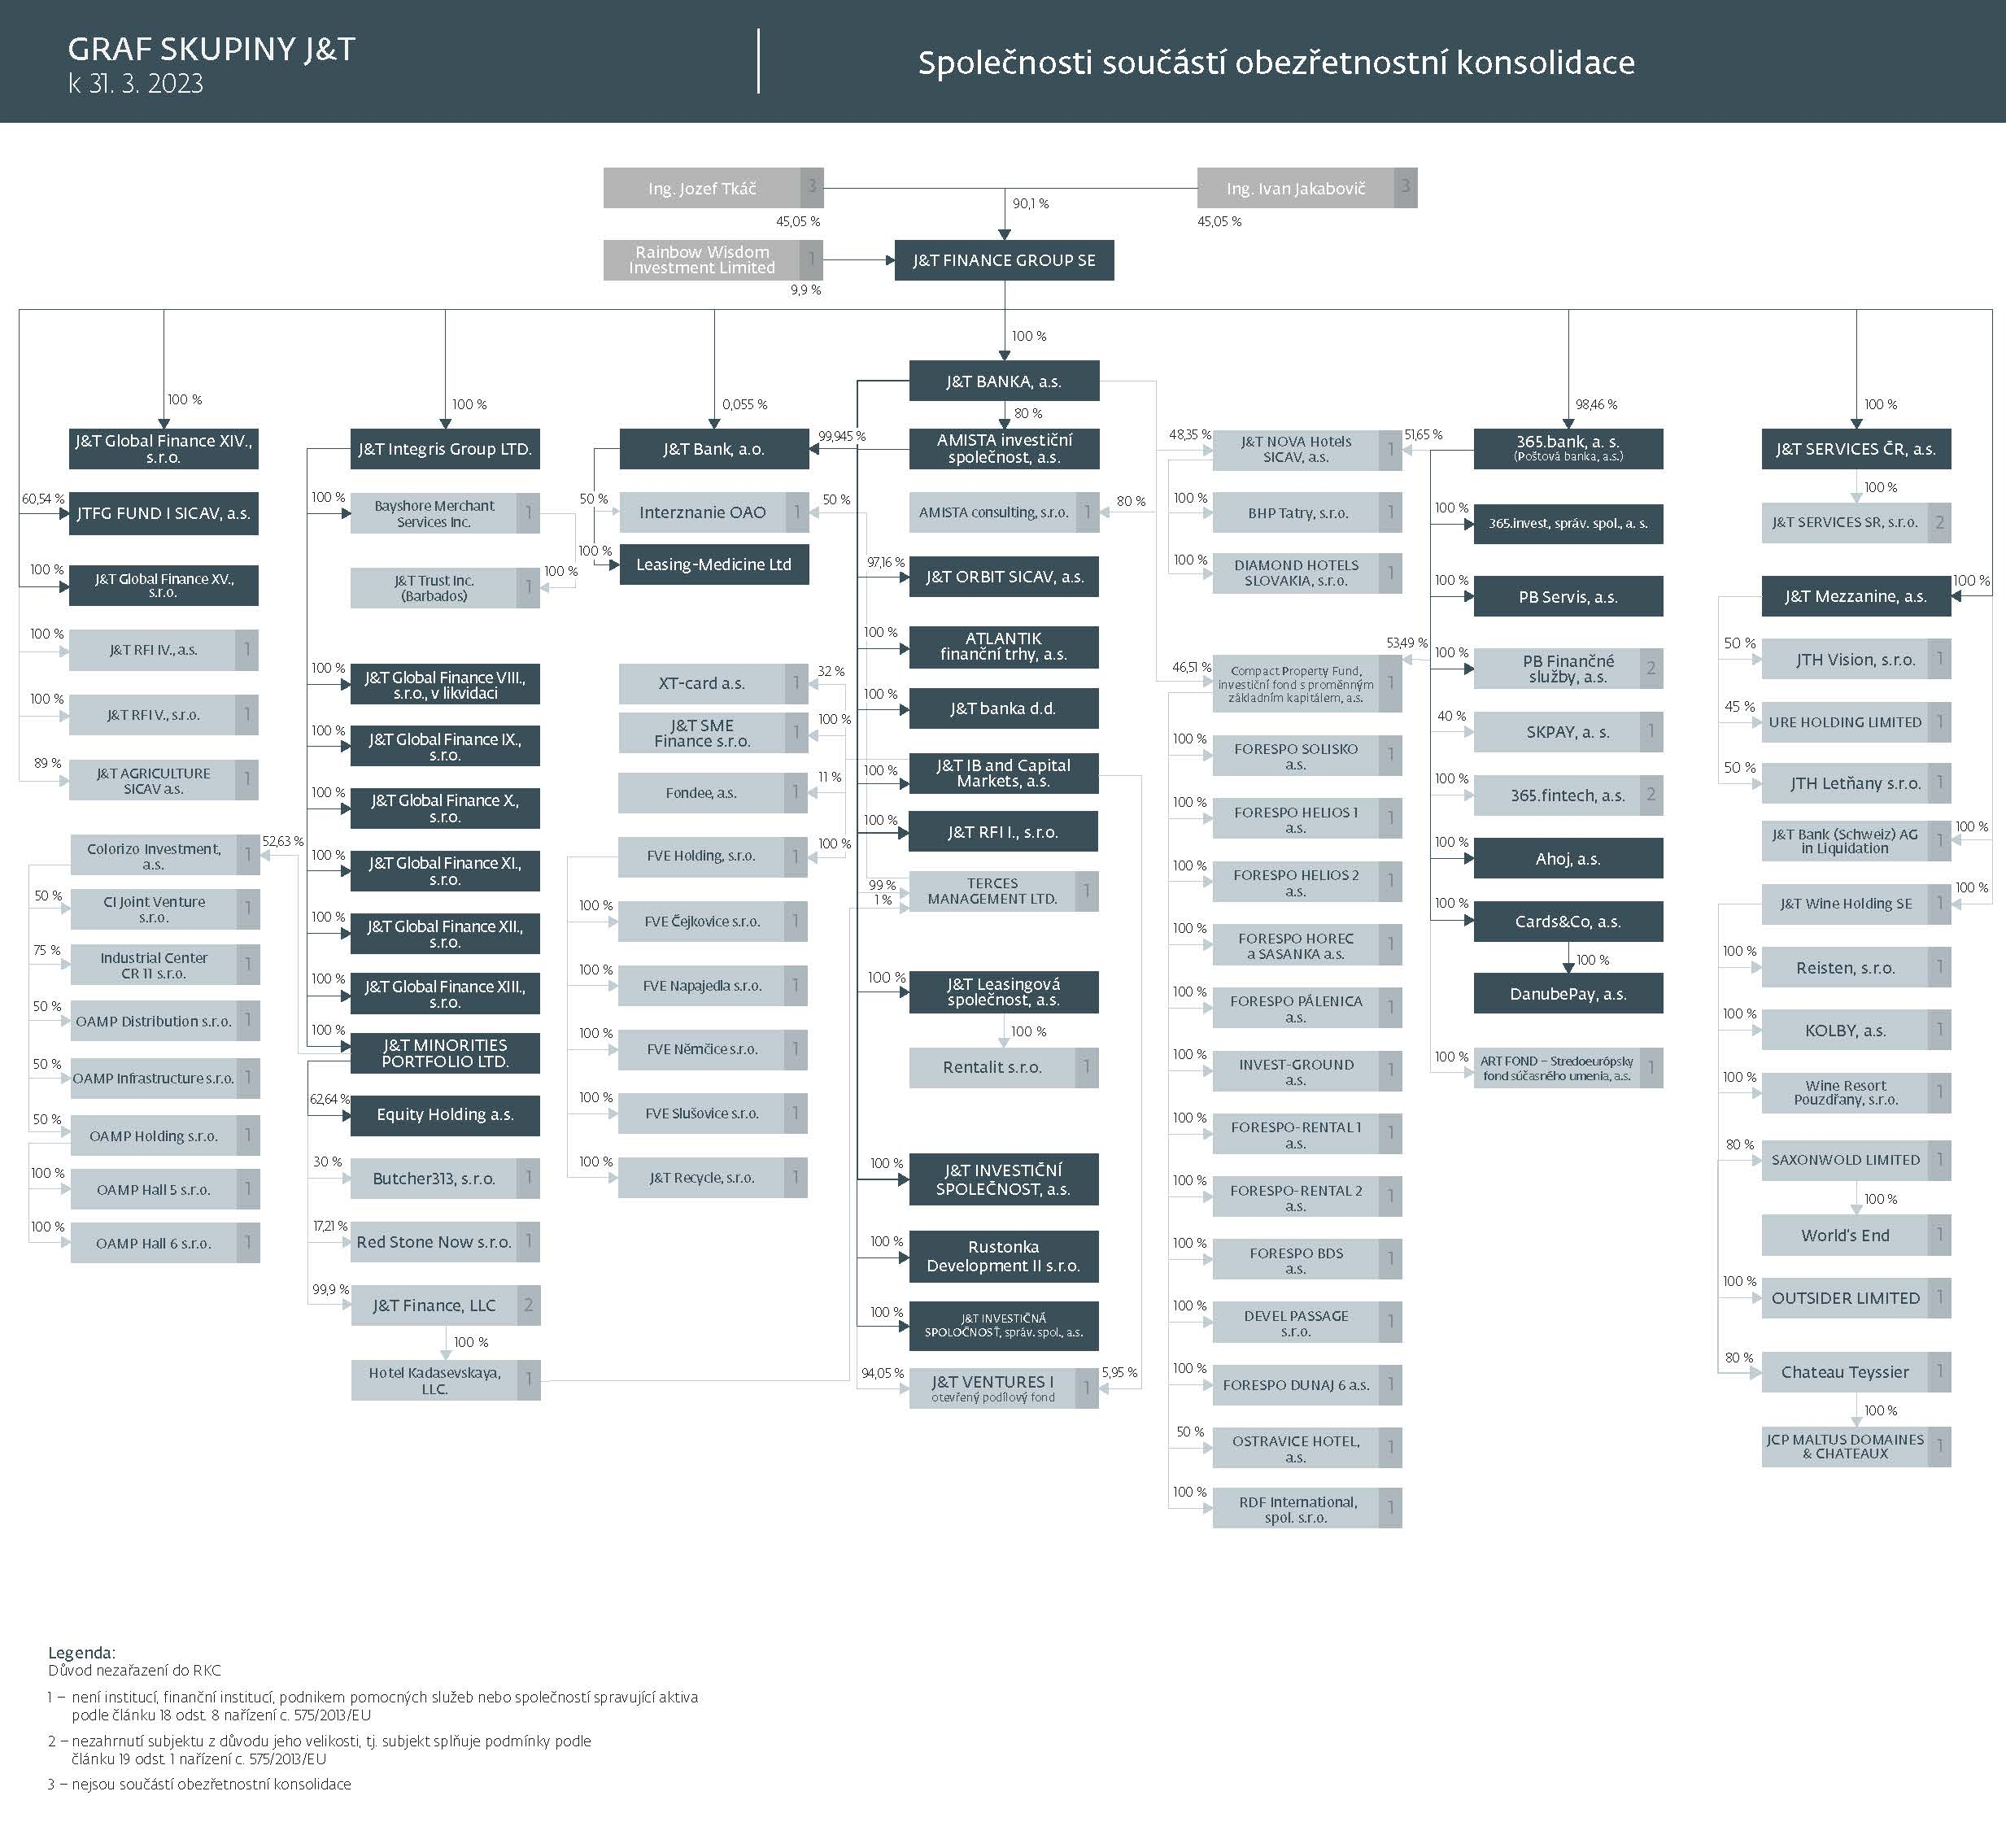 GRAF SKUPINY J&T
k 31. 3. 2023
Společnosti součástí obezřetnostní konsolidace
Ing. Jozef Tkáč
3
45,05 %
90,1 %
Ing. Ivan Jakabovič
3
45,05 %
Rainbow Wisdom
Investment Limited
1
9,9 %
J&T FINANCE GROUP SE
100 %
100 %
100 %
0,055 %
98,46 %
100 %
J&T BANKA, a.s.
80 %
J&T Global Finance XIV.,
s.r.o.
60,54 %
JTFG FUND I SICAV, a.s.
100 %
J&T Global Finance XV.,
s.r.o.
100 %
J&T RFI IV., a.s.
1
100 %
J&T RFI V., s.r.o.
1
89 %
J&T AGRICULTURE
SICAV a.s.
1
52,63 %
Colorizo Investment,
a.s.
1
50 %
CI Joint Venture
s.r.o.
1
75 %
Industrial Center
CR 11 s.r.o.
1
50 %
OAMP Distribution s.r.o.
1
50 %
OAMP Infrastructure s.r.o.
1
50 %
OAMP Holding s.r.o.
1
100 %
OAMP Hall 5 s.r.o.
1
100 %
OAMP Hall 6 s.r.o.
1
J&T Integris Group LTD.
100 %
Bayshore Merchant
Services Inc.
1
100 %
J&T Trust Inc.
(Barbados)
1
100 %
J&T Global Finance VIII.,
s.r.o., v likvidaci
100 %
J&T Global Finance IX.,
s.r.o.
100 %
J&T Global Finance X.,
s.r.o.
100 %
J&T Global Finance XI.,
s.r.o.
100 %
J&T Global Finance XII.,
s.r.o.
100 %
J&T Global Finance XIII.,
s.r.o.
100 %
J&T MINORITIES
PORTFOLIO LTD.
62,64 %
Equity Holding a.s.
30 %
Butcher313, s.r.o.
1
17,21 %
Red Stone Now s.r.o.
1
99,9 %
J&T Finance, LLC
2
100 %
Hotel Kadasevskaya,
LLC.
1
J&T Bank, a.o.
99,945 %
50 %
Interznanie OAO
1
50 %
100 %
Leasing-Medicine Ltd
XT-card a.s.
1
32 %
J&T SME
Finance s.r.o.
1
100 %
Fondee, a.s.
1
11 %
FVE Holding, s.r.o.
1
100 %
100 %
FVE Čejkovice s.r.o.
1
100 %
FVE Napajedla s.r.o.
1
100 %
FVE Němčice s.r.o.
1
100 %
FVE Slušovice s.r.o.
1
100 %
J&T Recycle, s.r.o.
1
AMISTA investiční
společnost, a.s.
AMISTA consulting, s.r.o.
1
80 %
97,16 %
J&T ORBIT SICAV, a.s.
100 %
ATLANTIK
finanční trhy, a.s.
100 %
J&T banka d.d.
100 %
J&T IB and Capital
Markets, a.s.
100 %
J&T RFI I., s.r.o.
99 %
1 %
TERCES
MANAGEMENT LTD.
1
100 %
J&T Leasingová
společnost, a.s.
100 %
Rentalit s.r.o.
1
100 %
J&T INVESTIČNÍ
SPOLEČNOST, a.s.
100 %
Rustonka
Development II s.r.o.
100 %
J&T INVESTIČNÁ
SPOLOČNOSŤ, správ. spol., a.s.
94,05 %
J&T VENTURES I
otevřený podílový fond
1
5,95 %
48,35 %
J&T NOVA Hotels
SICAV, a.s.
1
51,65 %
100 %
BHP Tatry, s.r.o.
1
100 %
DIAMOND HOTELS
SLOVAKIA, s.r.o.
1
46,51 %
Compact Property Fund,
investiční fond s proměnným
základním kapitálem, a.s.
1
53,49 %
100 %
FORESPO SOLISKO
a.s.
1
100 %
FORESPO HELIOS 1
a.s.
1
100 %
FORESPO HELIOS 2
a.s.
1
100 %
FORESPO HOREC
a SASANKA a.s.
1
100 %
FORESPO PÁLENICA
a.s.
1
100 %
INVEST-GROUND
a.s.
1
100 %
FORESPO-RENTAL 1
a.s.
1
100 %
FORESPO-RENTAL 2
a.s.
1
100 %
FORESPO BDS
a.s.
1
100 %
DEVEL PASSAGE
s.r.o.
1
100 %
FORESPO DUNAJ 6 a.s.
1
50 %
OSTRAVICE HOTEL,
a.s.
1
100 %
RDF International,
spol. s.r.o.
1
365.bank, a. s.
(Poštová banka, a.s.)
100 %
365.invest, správ. spol., a. s.
100 %
PB Servis, a.s.
100 %
PB Finančné
služby, a.s.
2
40 %
SKPAY, a. s.
1
100 %
365.fintech, a.s.
2
100 %
Ahoj, a.s.
100 %
Cards&Co, a.s.
100 %
DanubePay, a.s.
100 %
ART FOND – Stredoeurópsky
fond súčasného umenia, a.s.
1
J&T SERVICES ČR, a.s.
100 %
J&T SERVICES SR, s.r.o.
2
100 %
J&T Mezzanine, a.s.
50 %
JTH Vision, s.r.o.
1
45 %
URE HOLDING LIMITED
1
50 %
JTH Letňany s.r.o.
1
J&T Bank (Schweiz) AG
in Liquidation
1
100 %
J&T Wine Holding SE
1
100 %
100 %
Reisten, s.r.o.
1
100 %
KOLBY, a.s.
1
100 %
Wine Resort
Pouzdřany, s.r.o.
1
80 %
SAXONWOLD LIMITED
1
100 %
World's End
1
100 %
OUTSIDER LIMITED
1
80 %
Chateau Teyssier
1
100 %
JCP MALTUS DOMAINES
& CHATEAUX
1
Legenda:
Důvod nezařazení do RKC
1 – není institucí, finanční institucí, podnikem pomocných služeb nebo společností spravující aktiva
podle článku 18 odst. 8 nařízení c. 575/2013/EU
2 – nezahrnutí subjektu z důvodu jeho velikosti, tj. subjekt splňuje podmínky podle
článku 19 odst. 1 nařízení c. 575/2013/EU
3 – nejsou součástí obezřetnostní konsolidace